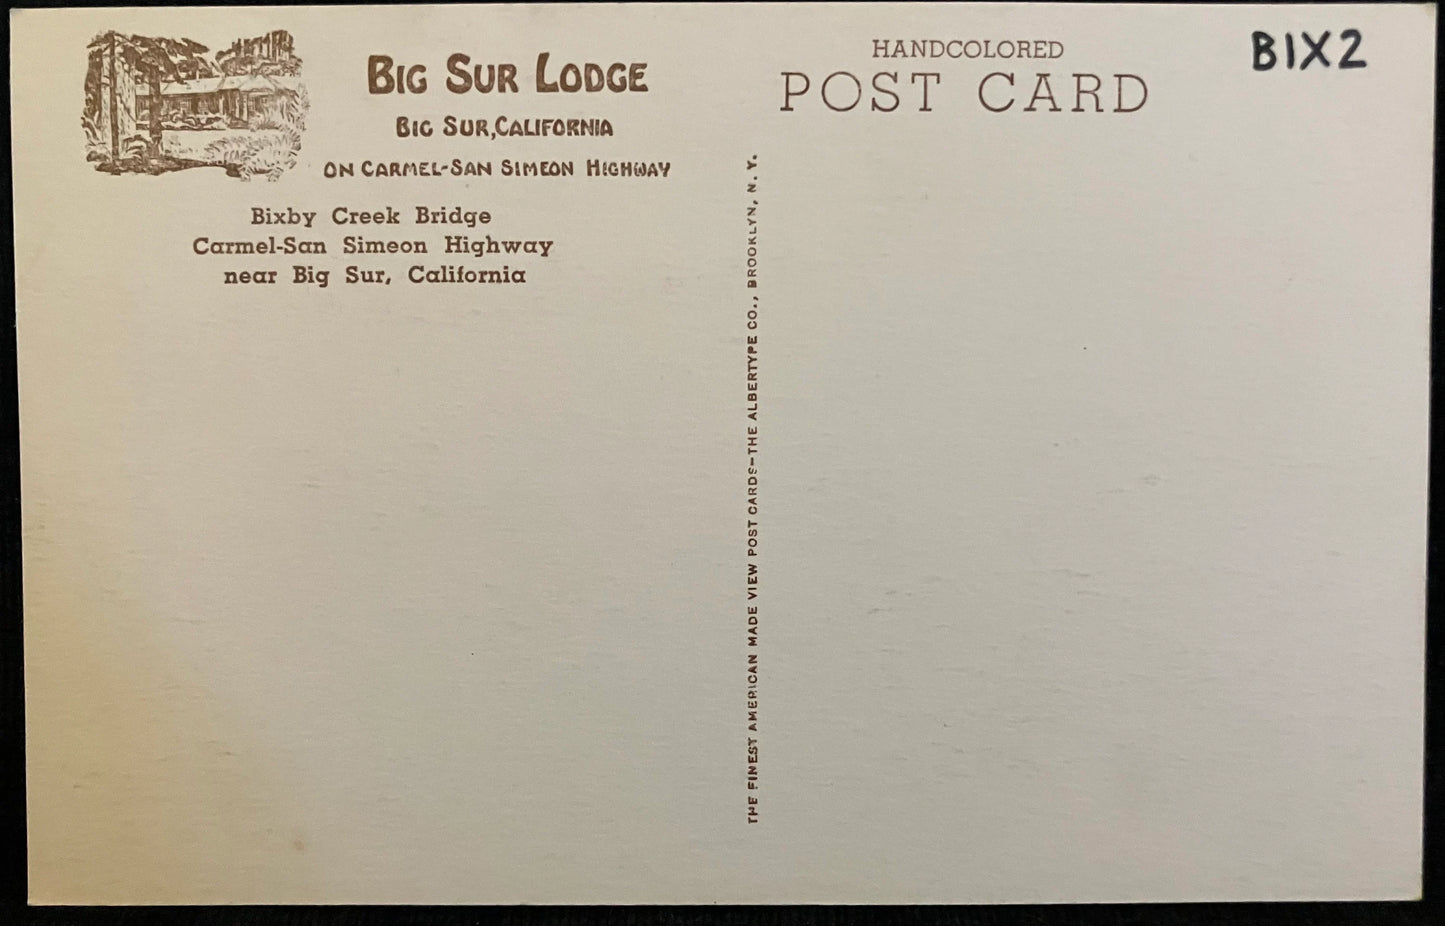 BIG SUR LODGE
BIG SUR, CALIFORNIA
ON CARMEL-SAN SIMEON HIGHWAY
Bixby Creek Bridge
Carmel-San Simeon Highway
near Big Sur, California
THE FINEST AMERICAN MADE VIEW POST CARDS—THE ALBERTYPE CO., BROOKLYN, N. Y.
HANDCOLORED
POST CARD
BIX2